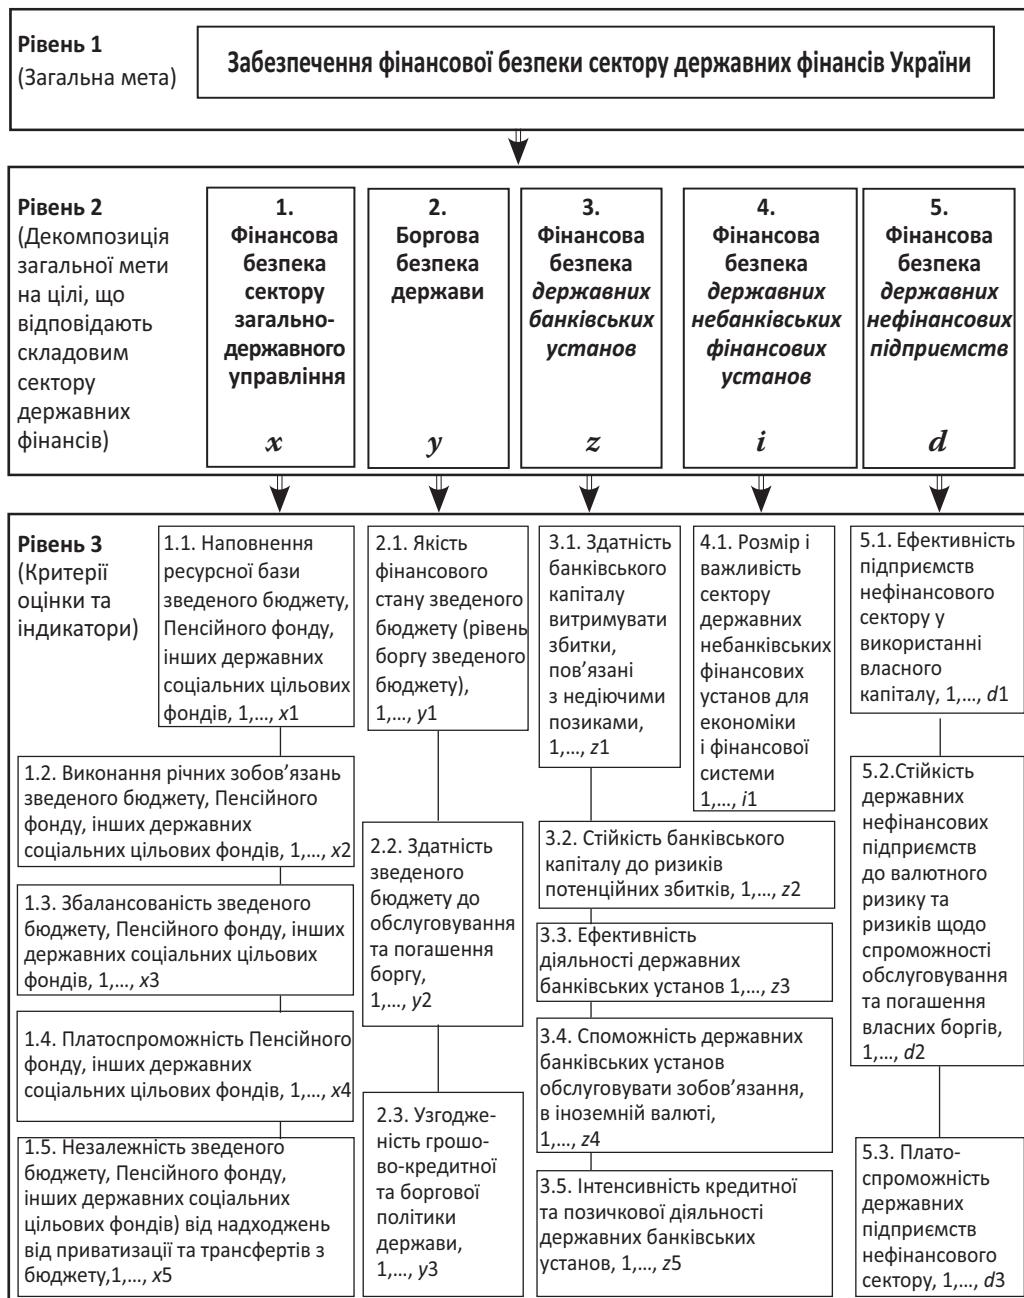 Рівень 1
(Загальна мета)
Забезпечення фінансової безпеки сектору державних фінансів України
Рівень 2
(Декомпозиція
загальної мети
на цілі, що
відповідають
складовим
сектору
державних
фінансів)
1.
Фінансова
безпека
сектору
загально-
державного
управління
x
2.
Боргова
безпека
держави
y
3.
Фінансова
безпека
державних
банківських
установ
z
4.
Фінансова
безпека
державних
небанківських
фінансових
установ
i
5.
Фінансова
безпека
державних
нефінансових
підприємств
d
Рівень 3
(Критерії
оцінки та
індикатори)
1.1. Наповнення
ресурсної бази
зведеного бюджету,
Пенсійного фонду,
інших державних
соціальних цільових
фондів, 1,..., x1
1.2. Виконання річних зобов’язань
зведеного бюджету, Пенсійного
фонду, інших державних
соціальних цільових фондів, 1,..., x2
1.3. Збалансованість зведеного
бюджету, Пенсійного фонду, інших
державних соціальних цільових
фондів, 1,..., x3
1.4. Платоспроможність Пенсійного
фонду, інших державних
соціальних цільових фондів, 1,..., x4
1.5. Незалежність зведеного
бюджету, Пенсійного фонду,
інших державних соціальних
цільових фондів) від надходжень
від приватизації та трансфертів з
бюджету,1,..., x5
2.1. Якість
фінансового
стану зведеного
бюджету (рівень
боргу зведеного
бюджету),
1,..., y1
2.2. Здатність
зведеного
бюджету до
обслуговування
та погашення
боргу,
1,..., y2
2.3. Узгодже-
ність грошо-
во-кредитної
та боргової
політики
держави,
1,..., y3
3.1. Здатність
банківського
капіталу
витримувати
збитки,
пов’язані
з недіючими
позиками,
1,..., z1
3.2. Стійкість банківського
капіталу до ризиків
потенційних збитків, 1,..., z2
3.3. Ефективність
діяльності державних
банківських установ 1,..., z3
3.4. Споможність державних
банківських установ
обслуговувати зобов’язання,
в іноземній валюті,
1,..., z4
3.5. Інтенсивність кредитної
та позичкової діяльності
державних банківських
установ, 1,..., z5
4.1. Розмір і
важливість
сектору
державних
небанківських
фінансових
установ для
економіки
і фінансової
системи
1,..., i1
5.1. Ефективність
підприємств
нефінансового
сектору у
використанні
власного
капіталу, 1,..., d1
5.2.Стійкість
державних
нефінансових
підприємств
до валютного
ризику та
ризиків щодо
спроможності
обслуговування
та погашення
власних боргів,
1,..., d2
5.3. Плато-
спроможність
державних
підприємств
нефінансового
сектору, 1,..., d3